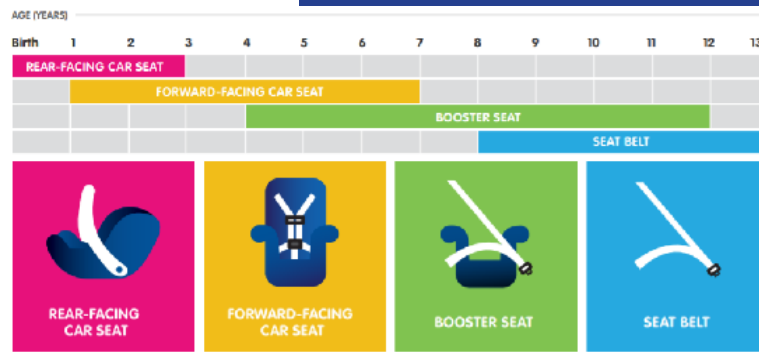 AGE (YEARS)
Birth 1 2 3 4 5 6 7 8 9 10 11 12 13
REAR-FACING CAR SEAT
FORWARD-FACING CAR SEAT
BOOSTER SEAT
SEAT BELT
REAR-FACING
CAR SEAT
FORWARD-FACING
CAR SEAT
BOOSTER SEAT
SEAT BELT